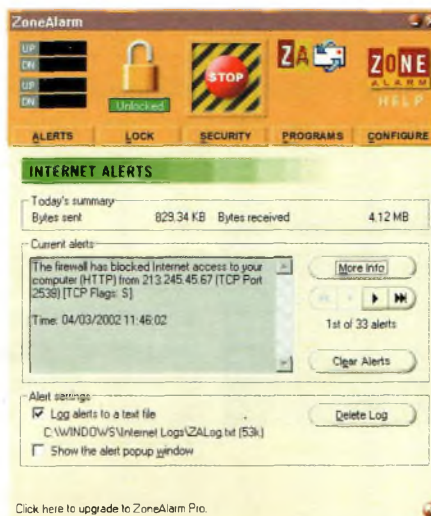 ZoneAlarm
UP
DN
UP
DN
Unlocked
STOP
ZA
ZONE
ALARM
HELP
ALERTS
LOCK
SECURITY
PROGRAMS
CONFIGURE
INTERNET ALERTS
Today's summary
Bytes sent 829.34 KB Bytes received 4.12 MB
Current alerts
The firewall has blocked Internet access to your
computer (HTTP) from 213.245.45.67 (TCP Port
2539) [TCP Flags: S]
Time: 04/03/2002 11:46:02
More Info
1st of 33 alerts
Clear Alerts
Alert settings
Log alerts to a text file
Delete Log
C:\WINDOWS\Internet Logs\ZALog.txt (53k)
Show the alert popup window
Click here to upgrade to ZoneAlarm Pro.